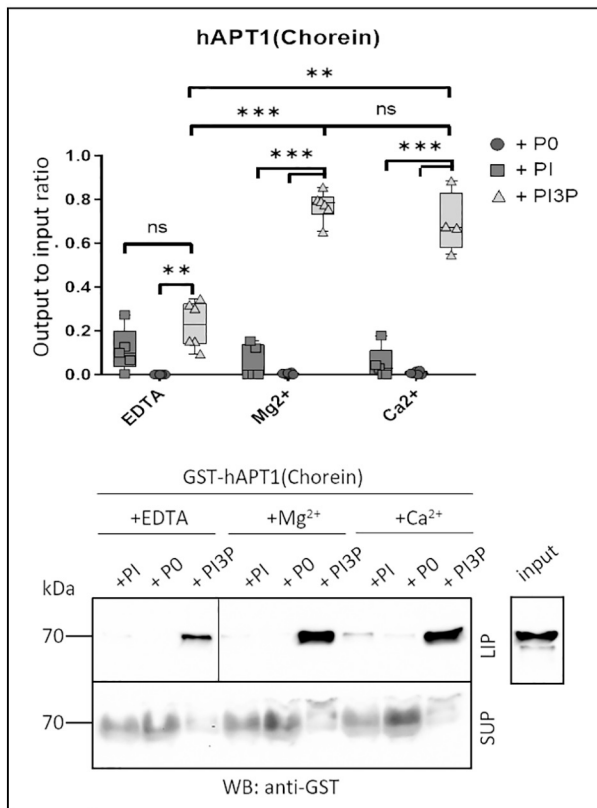 hAPT1(Chorein)
**
*** ns
*** ***
ns
**
+ P0
+ PI
+ PI3P
Output to input ratio
1.0
0.8
0.6
0.4
0.2
0.0
EDTA Mg2+ Ca2+
GST-hAPT1(Chorein)
+EDTA +Mg²⁺ +Ca²⁺
kDa +PI + P0 + PI3P +PI + P0 + PI3P +PI + P0 + PI3P input
70 LIP
70 SUP
WB: anti-GST